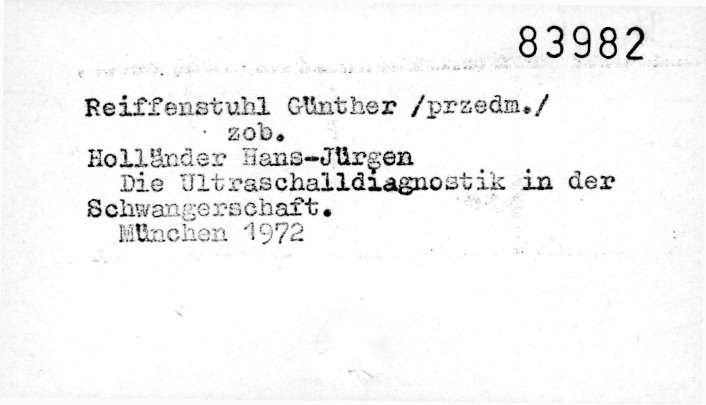 83982
Reiffenstuhl Günther /przedm./
zob.
Holländer Hans-Jürgen
Die Ultraschalldiagnostik in der
Schwangerschaft.
München 1972